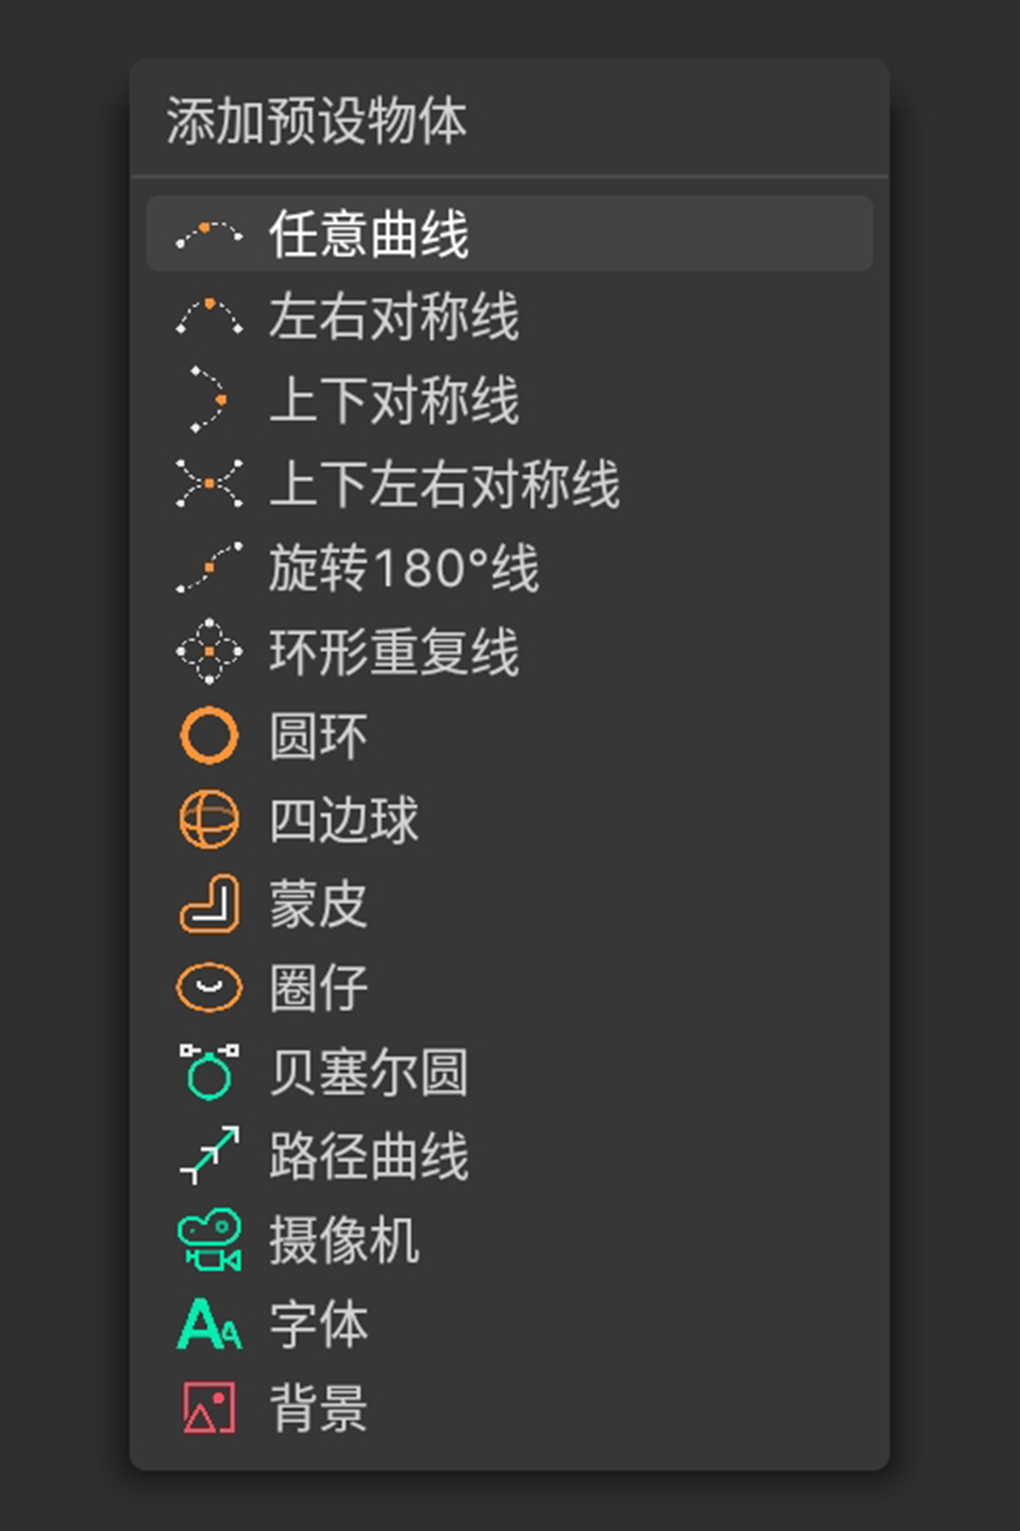 添加预设物体
任意曲线
左右对称线
上下对称线
上下左右对称线
旋转180°线
环形重复线
圆环
四边球
蒙皮
圈仔
贝塞尔圆
路径曲线
摄像机
字体
背景